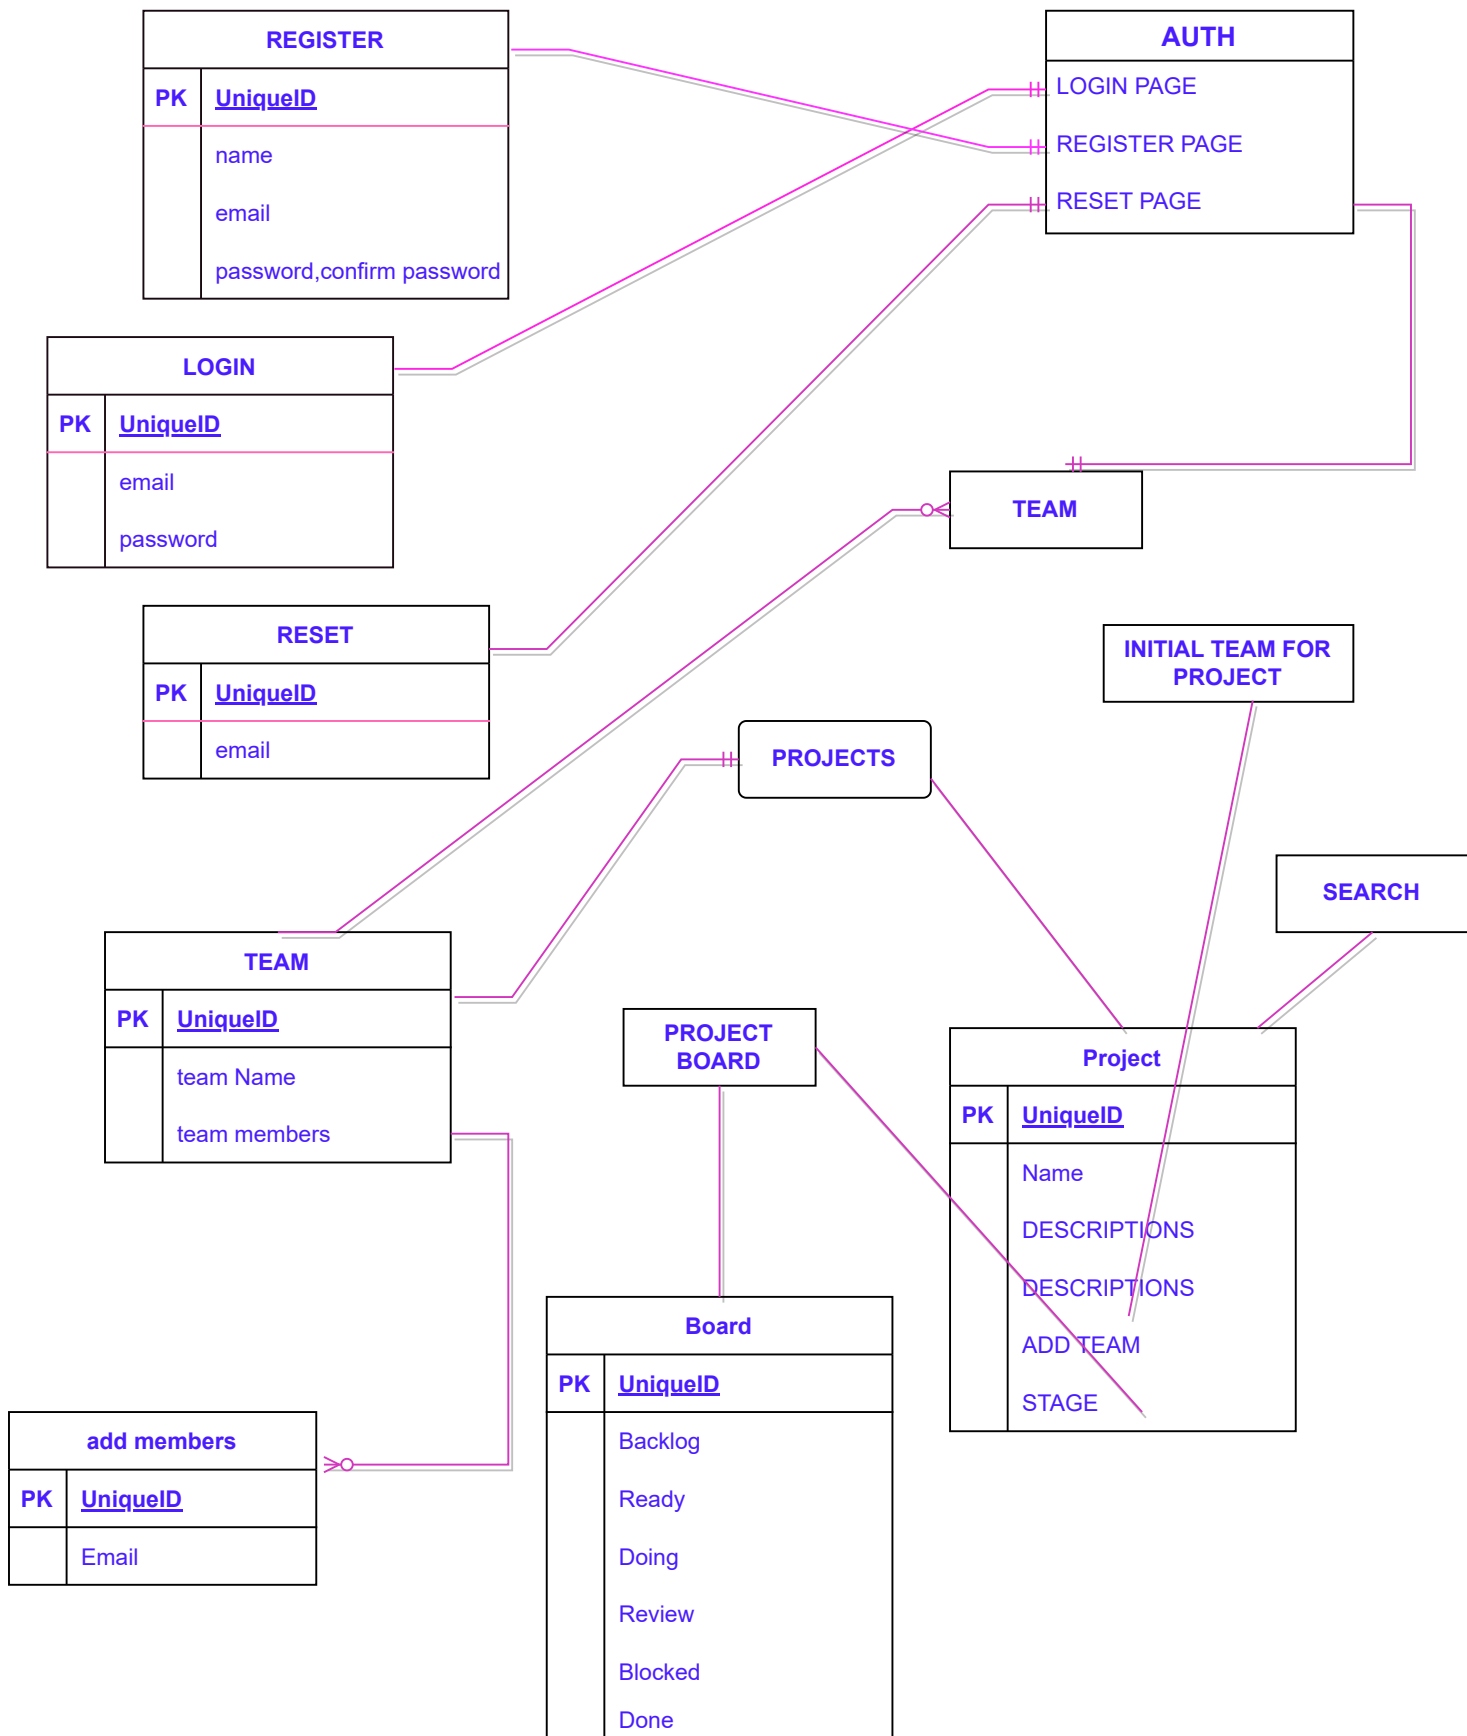 REGISTER
PK UniqueID
name
email
password,confirm password
AUTH
LOGIN PAGE
REGISTER PAGE
RESET PAGE
LOGIN
PK UniqueID
email
password
TEAM
RESET
PK UniqueID
email
INITIAL TEAM FOR
PROJECT
PROJECTS
SEARCH
TEAM
PK UniqueID
team Name
team members
PROJECT
BOARD
Project
PK UniqueID
Name
DESCRIPTIONS
DESCRIPTIONS
ADD TEAM
STAGE
Board
PK UniqueID
Backlog
Ready
Doing
Review
Blocked
Done
add members
PK UniqueID
Email